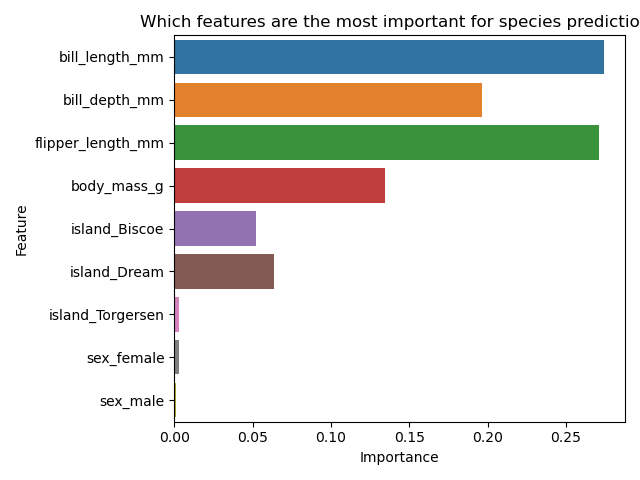 Which features are the most important for species predictio
bill_length_mm
bill_depth_mm
flipper_length_mm
body_mass_g
island_Biscoe
island_Dream
island_Torgersen
sex_female
sex_male
Feature
0.00 0.05 0.10 0.15 0.20 0.25
Importance